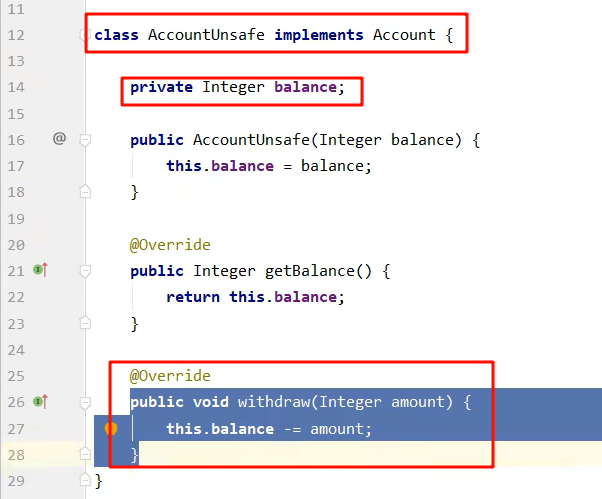 11
12 class AccountUnsafe implements Account {
13
14 private Integer balance;
15
16 @ public AccountUnsafe(Integer balance) {
17 this.balance = balance;
18 }
19
20 @Override
21 public Integer getBalance() {
22 return this.balance;
23 }
24
25 @Override
26 public void withdraw(Integer amount) {
27 this.balance -= amount;
28 }
29 }